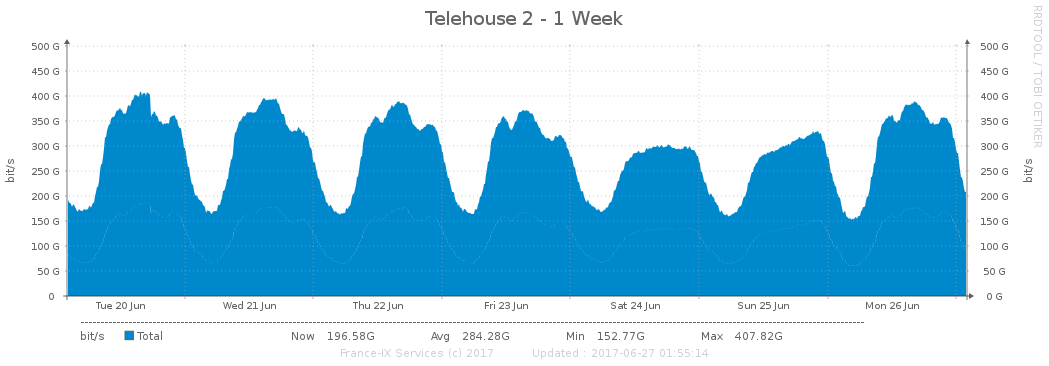 Telehouse 2 - 1 Week
RRDTOOL / TOBI OETIKER
500 G 500 G
450 G 450 G
400 G 400 G
350 G 350 G
300 G 300 G
250 G 250 G
200 G 200 G
150 G 150 G
100 G 100 G
50 G 50 G
0 0 G
bit/s bit/s
Tue 20 Jun Wed 21 Jun Thu 22 Jun Fri 23 Jun Sat 24 Jun Sun 25 Jun Mon 26 Jun
bit/s Total Now 196.58G Avg 284.28G Min 152.77G Max 407.82G
France-IX Services (c) 2017 Updated : 2017-06-27 01:55:14